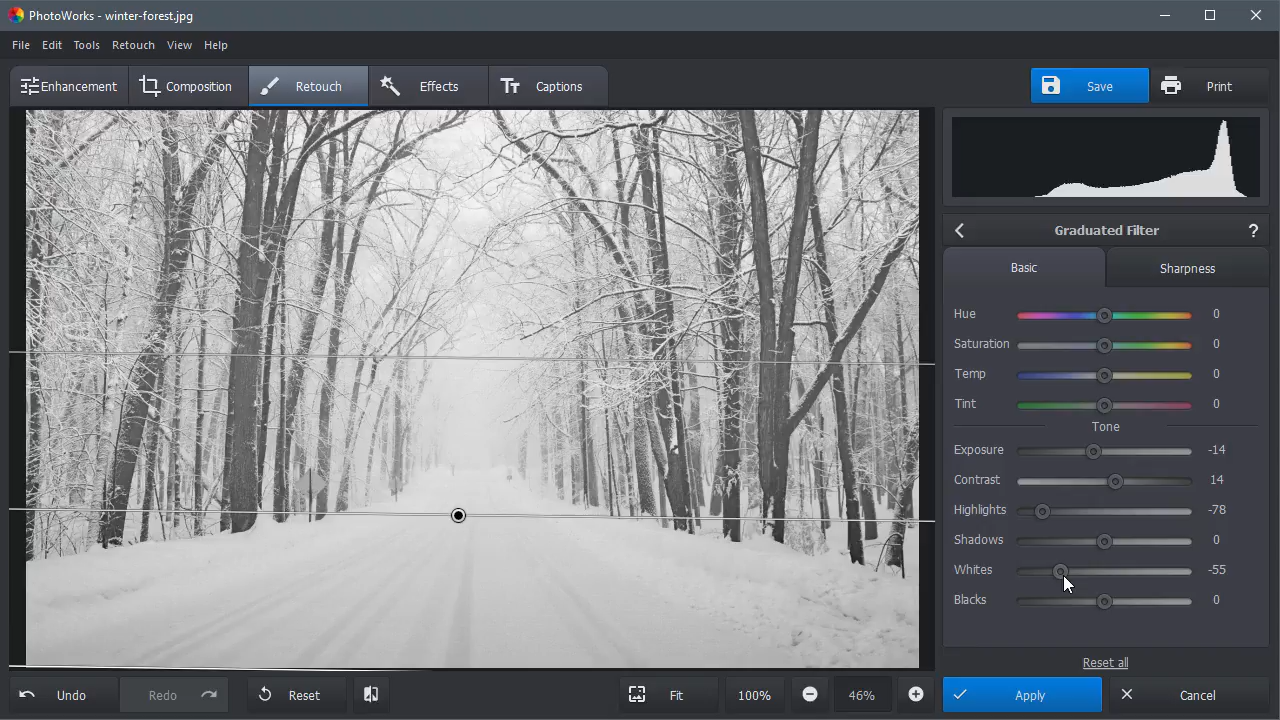 PhotoWorks - winter-forest.jpg
File Edit Tools Retouch View Help
Enhancement Composition Retouch Effects Captions Save Print
Graduated Filter ?
Basic Sharpness
Hue 0
Saturation 0
Temp 0
Tint 0
Tone
Exposure -14
Contrast 14
Highlights -78
Shadows 0
Whites -55
Blacks 0
Reset all
Undo Redo Reset Fit 100% 46% Apply Cancel